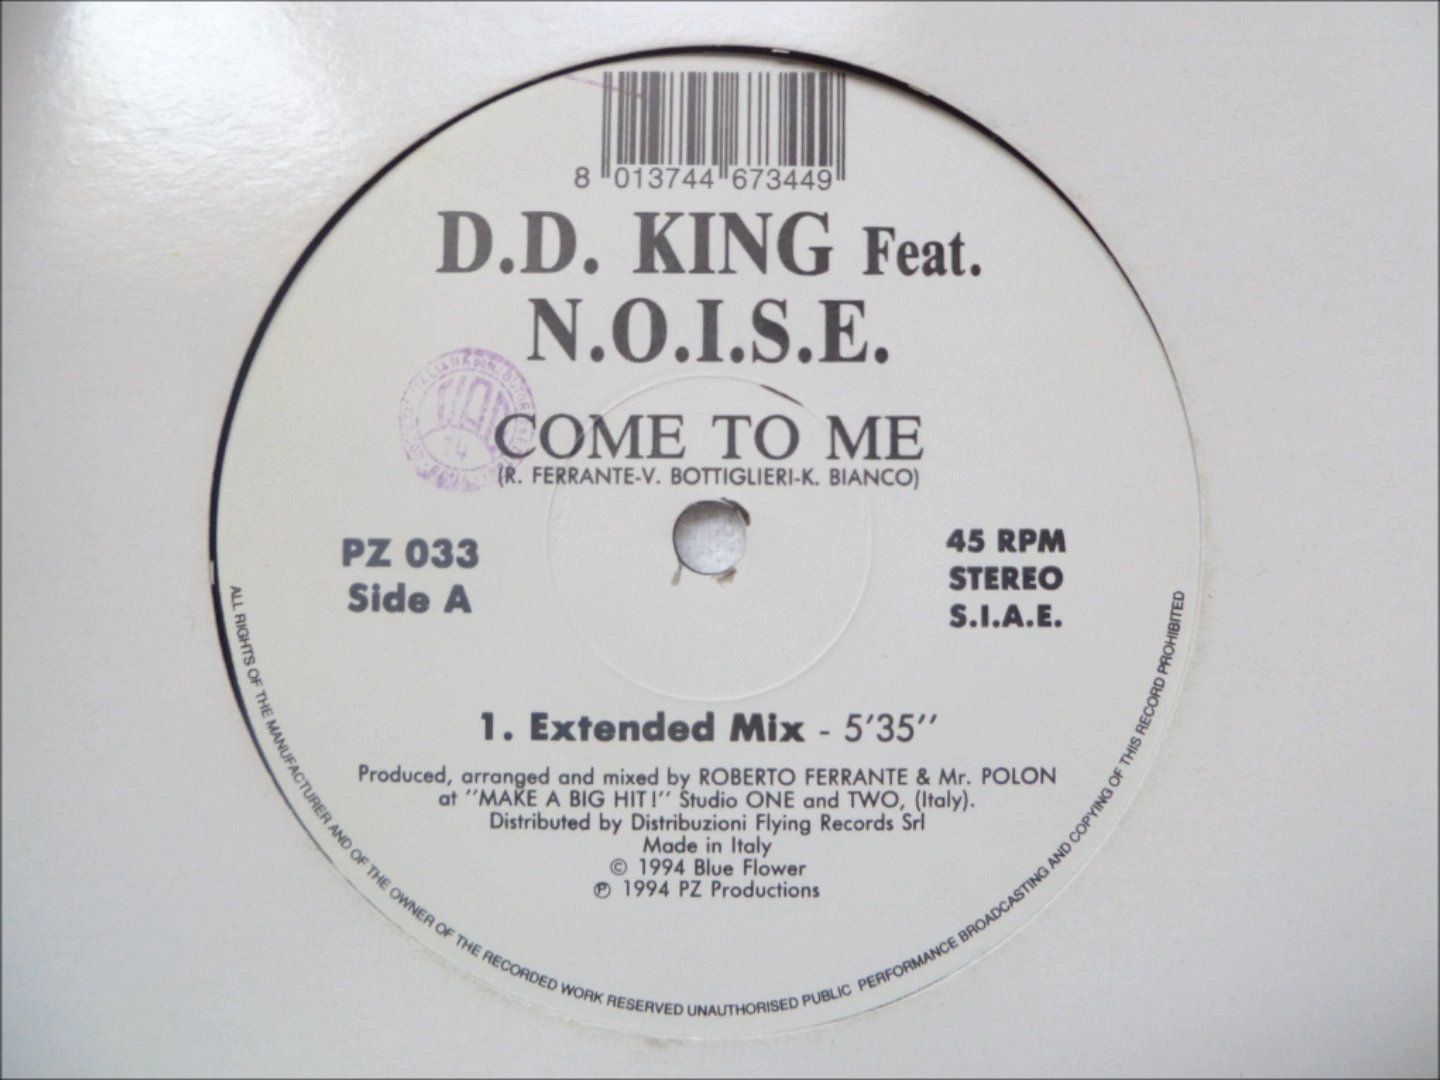 8 013744 673449
D.D. KING Feat.
N.O.I.S.E.
COME TO ME
(R. FERRANTE-V. BOTTIGLIERI-K. BIANCO)
PZ 033
Side A
45 RPM
STEREO
S.I.A.E.
1. Extended Mix - 5'35''
Produced, arranged and mixed by ROBERTO FERRANTE & Mr. POLON
at ''MAKE A BIG HIT!'' Studio ONE and TWO, (Italy).
Distributed by Distribuzioni Flying Records Srl
Made in Italy
© 1994 Blue Flower
℗ 1994 PZ Productions
ALL RIGHTS OF THE MANUFACTURER AND OF THE OWNER OF THE RECORDED WORK RESERVED UNAUTHORISED PUBLIC PERFORMANCE BROADCASTING AND COPYING OF THIS RECORD PROHIBITED